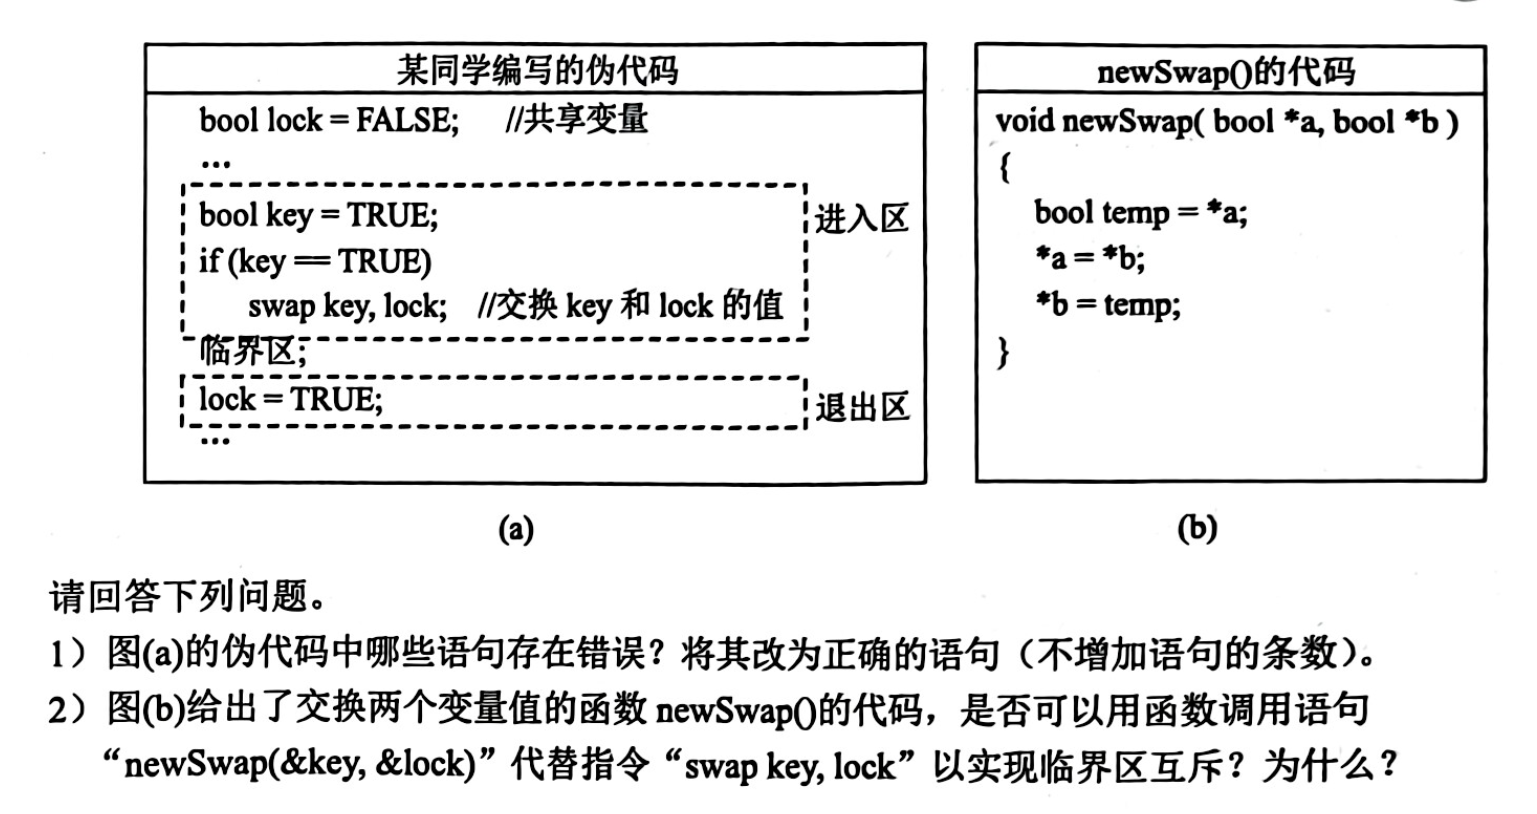 某同学编写的伪代码
bool lock = FALSE; //共享变量
...
bool key = TRUE;
进入区
if (key == TRUE)
swap key, lock; //交换 key 和 lock 的值
临界区;
lock = TRUE;
退出区
...
(a)
newSwap()的代码
void newSwap( bool *a, bool *b )
{
bool temp = *a;
*a = *b;
*b = temp;
}
(b)
请回答下列问题。
1）图(a)的伪代码中哪些语句存在错误？将其改为正确的语句（不增加语句的条数）。
2）图(b)给出了交换两个变量值的函数 newSwap()的代码，是否可以用函数调用语句
“newSwap(&key, &lock)”代替指令“swap key, lock”以实现临界区互斥？为什么？